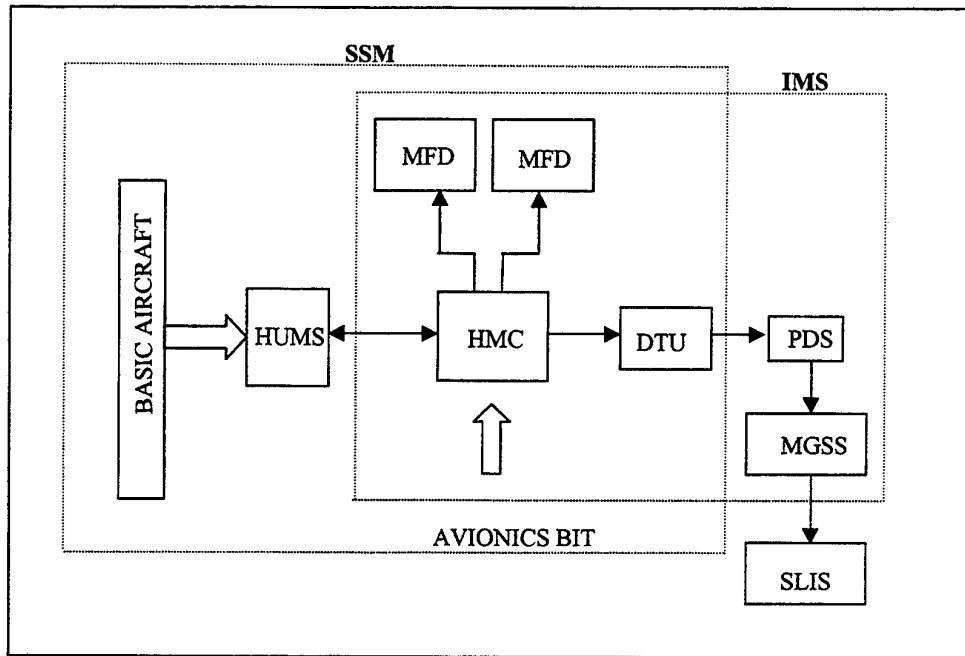 SSM
IMS
MFD
MFD
BASIC AIRCRAFT
HUMS
HMC
DTU
PDS
MGSS
AVIONICS BIT
SLIS